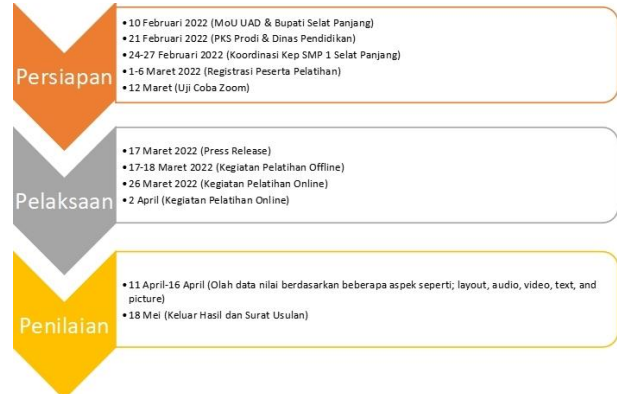 Persiapan
• 10 Februari 2022 (MoU UAD & Bupati Selat Panjang)
• 21 Februari 2022 (PKS Prodi & Dinas Pendidikan)
• 24-27 Februari 2022 (Koordinasi Kep SMP 1 Selat Panjang)
• 1-6 Maret 2022 (Registrasi Peserta Pelatihan)
• 12 Maret (Uji Coba Zoom)
Pelaksaan
• 17 Maret 2022 (Press Release)
• 17-18 Maret 2022 (Kegiatan Pelatihan Offline)
• 26 Maret 2022 (Kegiatan Pelatihan Online)
• 2 April (Kegiatan Pelatihan Online)
Penilaian
• 11 April-16 April (Olah data nilai berdasarkan beberapa aspek seperti; layout, audio, video, text, and
picture)
• 18 Mei (Keluar Hasil dan Surat Usulan)